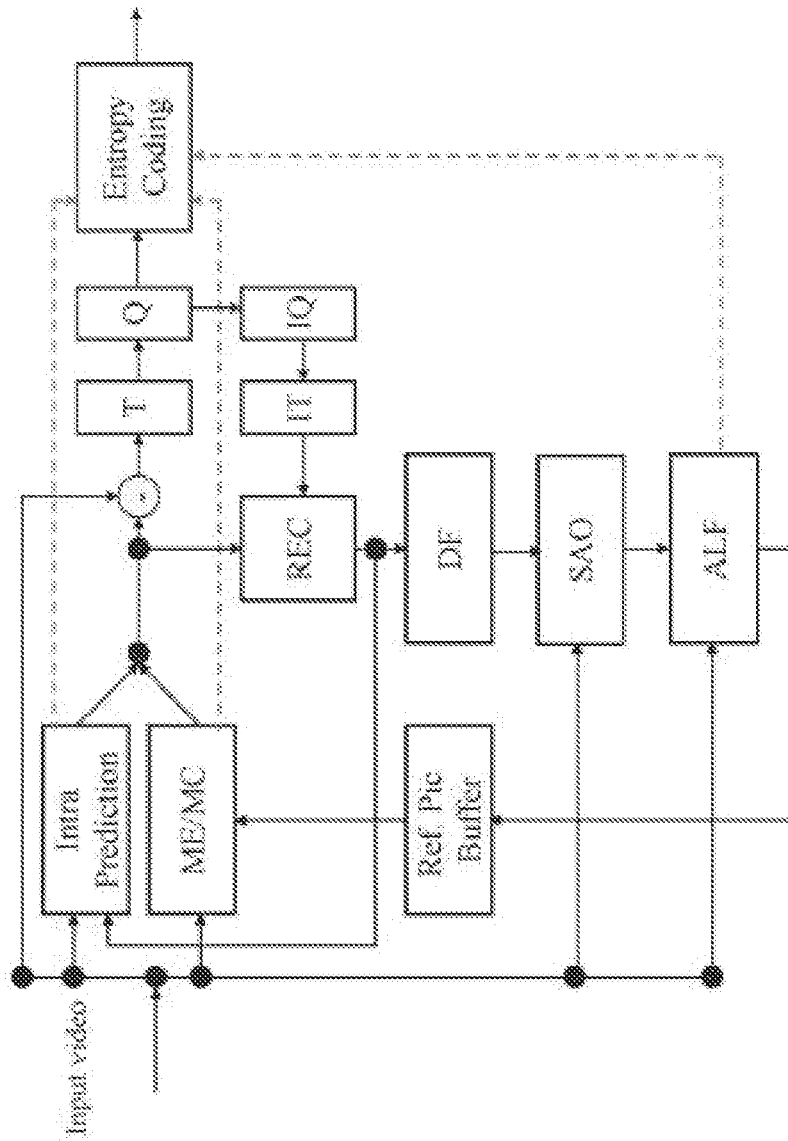 Input video
Intra
Prediction
ME/MC
-
T
Q
Entropy
Coding
REC
IT
IQ
DF
Ref. Pic
Buffer
SAO
ALF